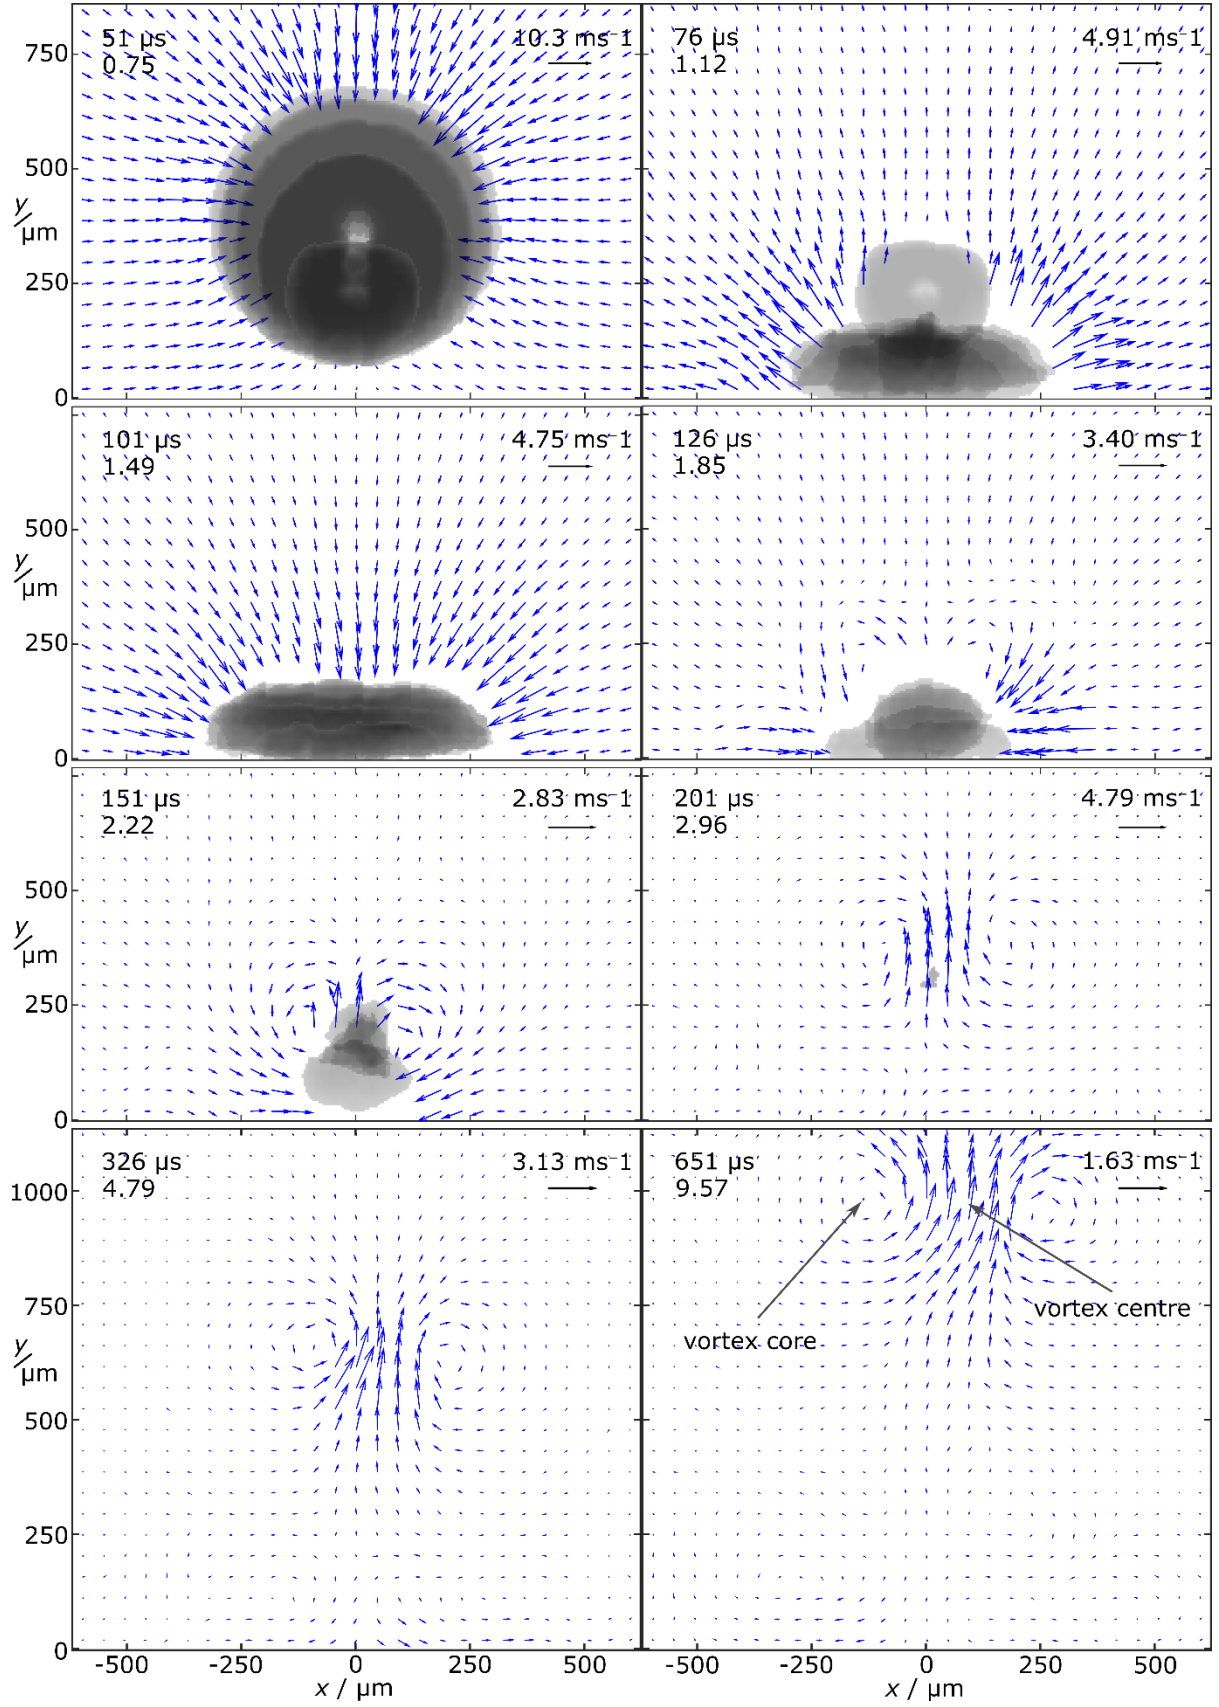 51 µs
0.75
10.3 ms⁻¹
76 µs
1.12
4.91 ms⁻¹
750
500
250
0
y/µm
101 µs
1.49
4.75 ms⁻¹
126 µs
1.85
3.40 ms⁻¹
500
250
0
y/µm
151 µs
2.22
2.83 ms⁻¹
201 µs
2.96
4.79 ms⁻¹
500
250
0
y/µm
326 µs
4.79
3.13 ms⁻¹
651 µs
9.57
1.63 ms⁻¹
vortex core
vortex centre
1000
750
500
250
0
y/µm
-500 -250 0 250 500
x / µm
-500 -250 0 250 500
x / µm